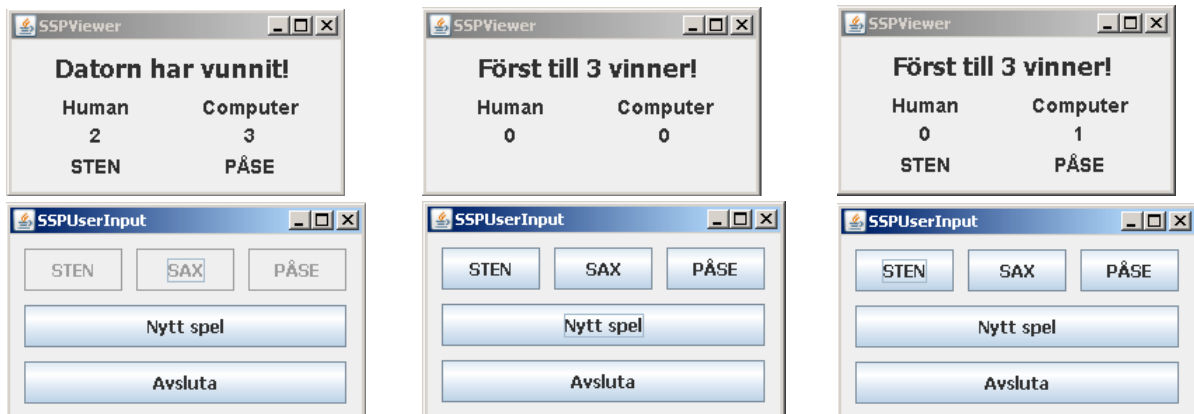 SSPViewer
Datorn har vunnit!
Human Computer
2 3
STEN PÅSE
SSPUserInput
STEN SAX PÅSE
Nytt spel
Avsluta
SSPViewer
Först till 3 vinner!
Human Computer
0 0
SSPUserInput
STEN SAX PÅSE
Nytt spel
Avsluta
SSPViewer
Först till 3 vinner!
Human Computer
0 1
STEN PÅSE
SSPUserInput
STEN SAX PÅSE
Nytt spel
Avsluta